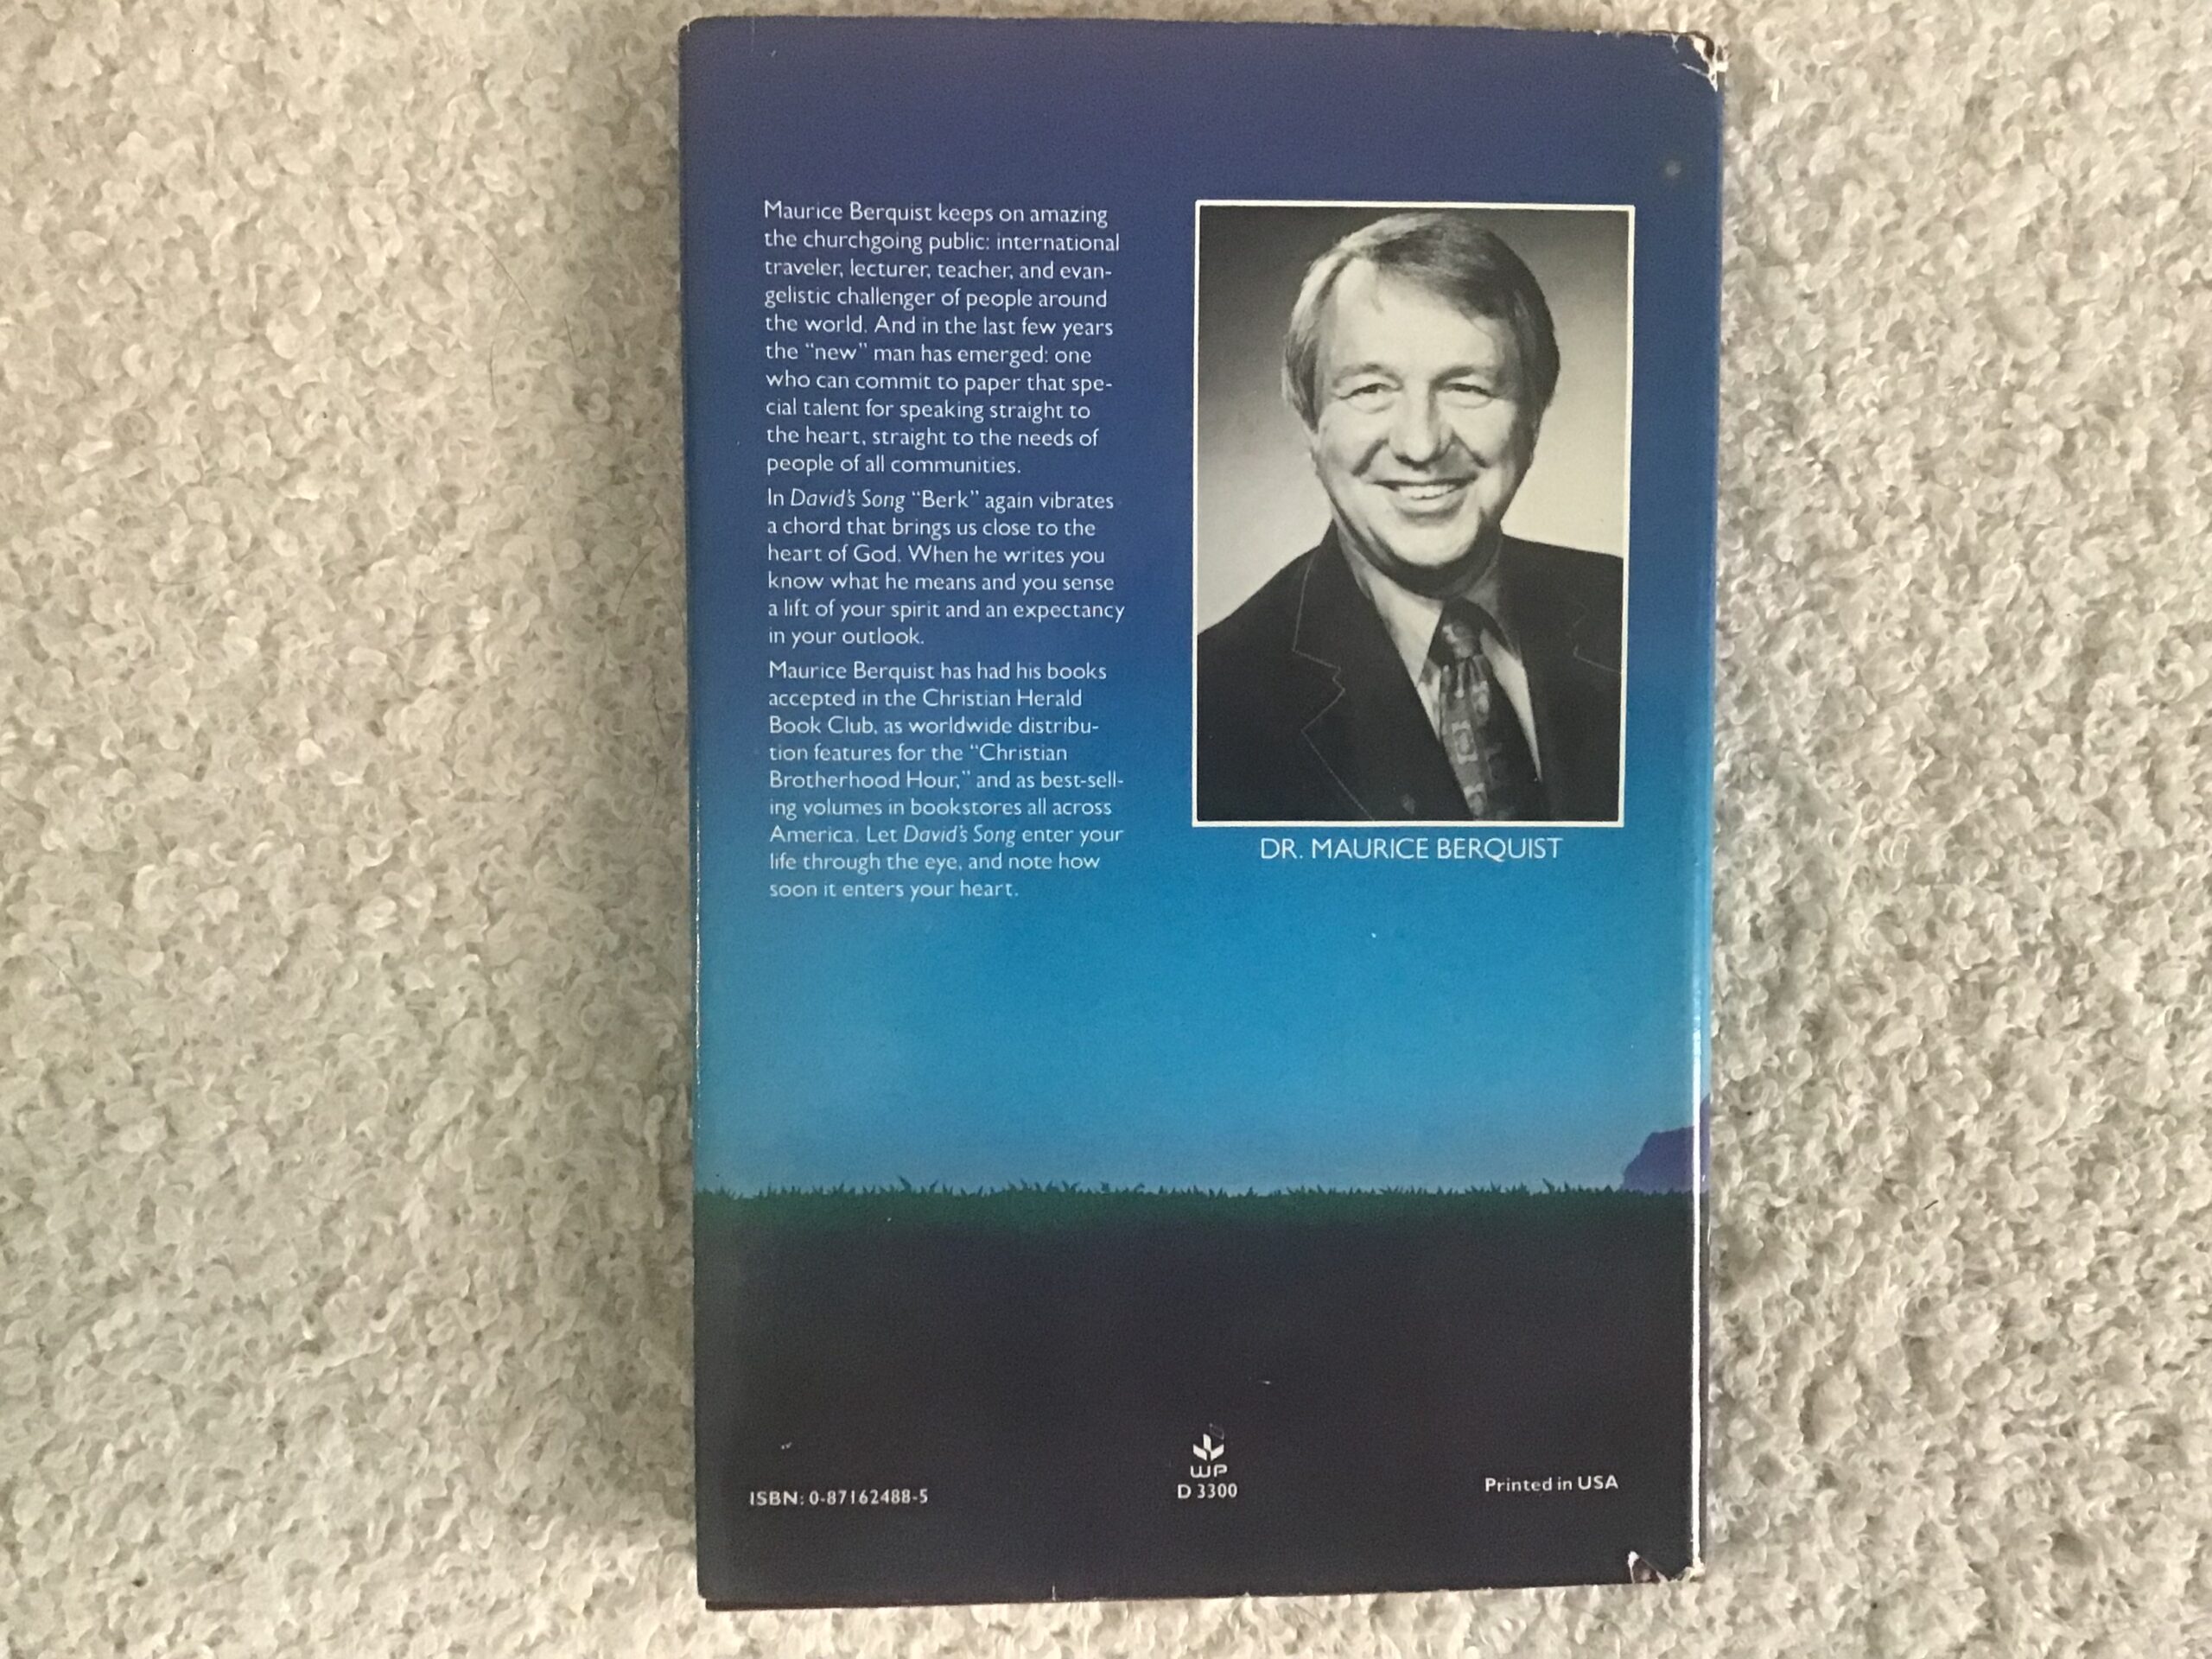 Maurice Berquist keeps on amazing
the churchgoing public: international
traveler, lecturer, teacher, and evan-
gelistic challenger of people around
the world. And in the last few years
the “new” man has emerged: one
who can commit to paper that spe-
cial talent for speaking straight to
the heart, straight to the needs of
people of all communities.
In David's Song “Berk” again vibrates
a chord that brings us close to the
heart of God. When he writes you
know what he means and you sense
a lift of your spirit and an expectancy
in your outlook.
Maurice Berquist has had his books
accepted in the Christian Herald
Book Club, as worldwide distribu-
tion features for the “Christian
Brotherhood Hour,” and as best-sell-
ing volumes in bookstores all across
America. Let David's Song enter your
life through the eye, and note how
soon it enters your heart.
DR. MAURICE BERQUIST
ISBN: 0-87162488-5
WP
D 3300
Printed in USA